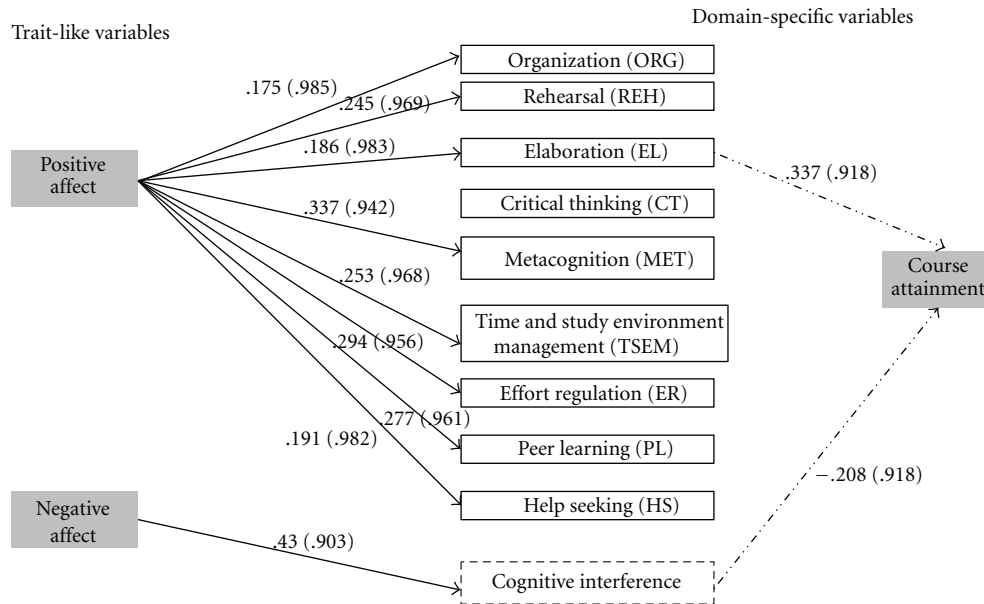 Domain-specific variables
Trait-like variables
Organization (ORG)
.175 (.985)
.245 (.969)
Rehearsal (REH)
.186 (.983)
Positive
affect
Elaboration (EL)
.337 (.918)
.337 (.942)
Critical thinking (CT)
Metacognition (MET)
Course
attainment
.253 (.968)
Time and study environment
management (TSEM)
.294 (.956)
Effort regulation (ER)
.277 (.961)
.191 (.982)
Peer learning (PL)
−.208 (.918)
Negative
affect
Help seeking (HS)
.43 (.903)
Cognitive interference